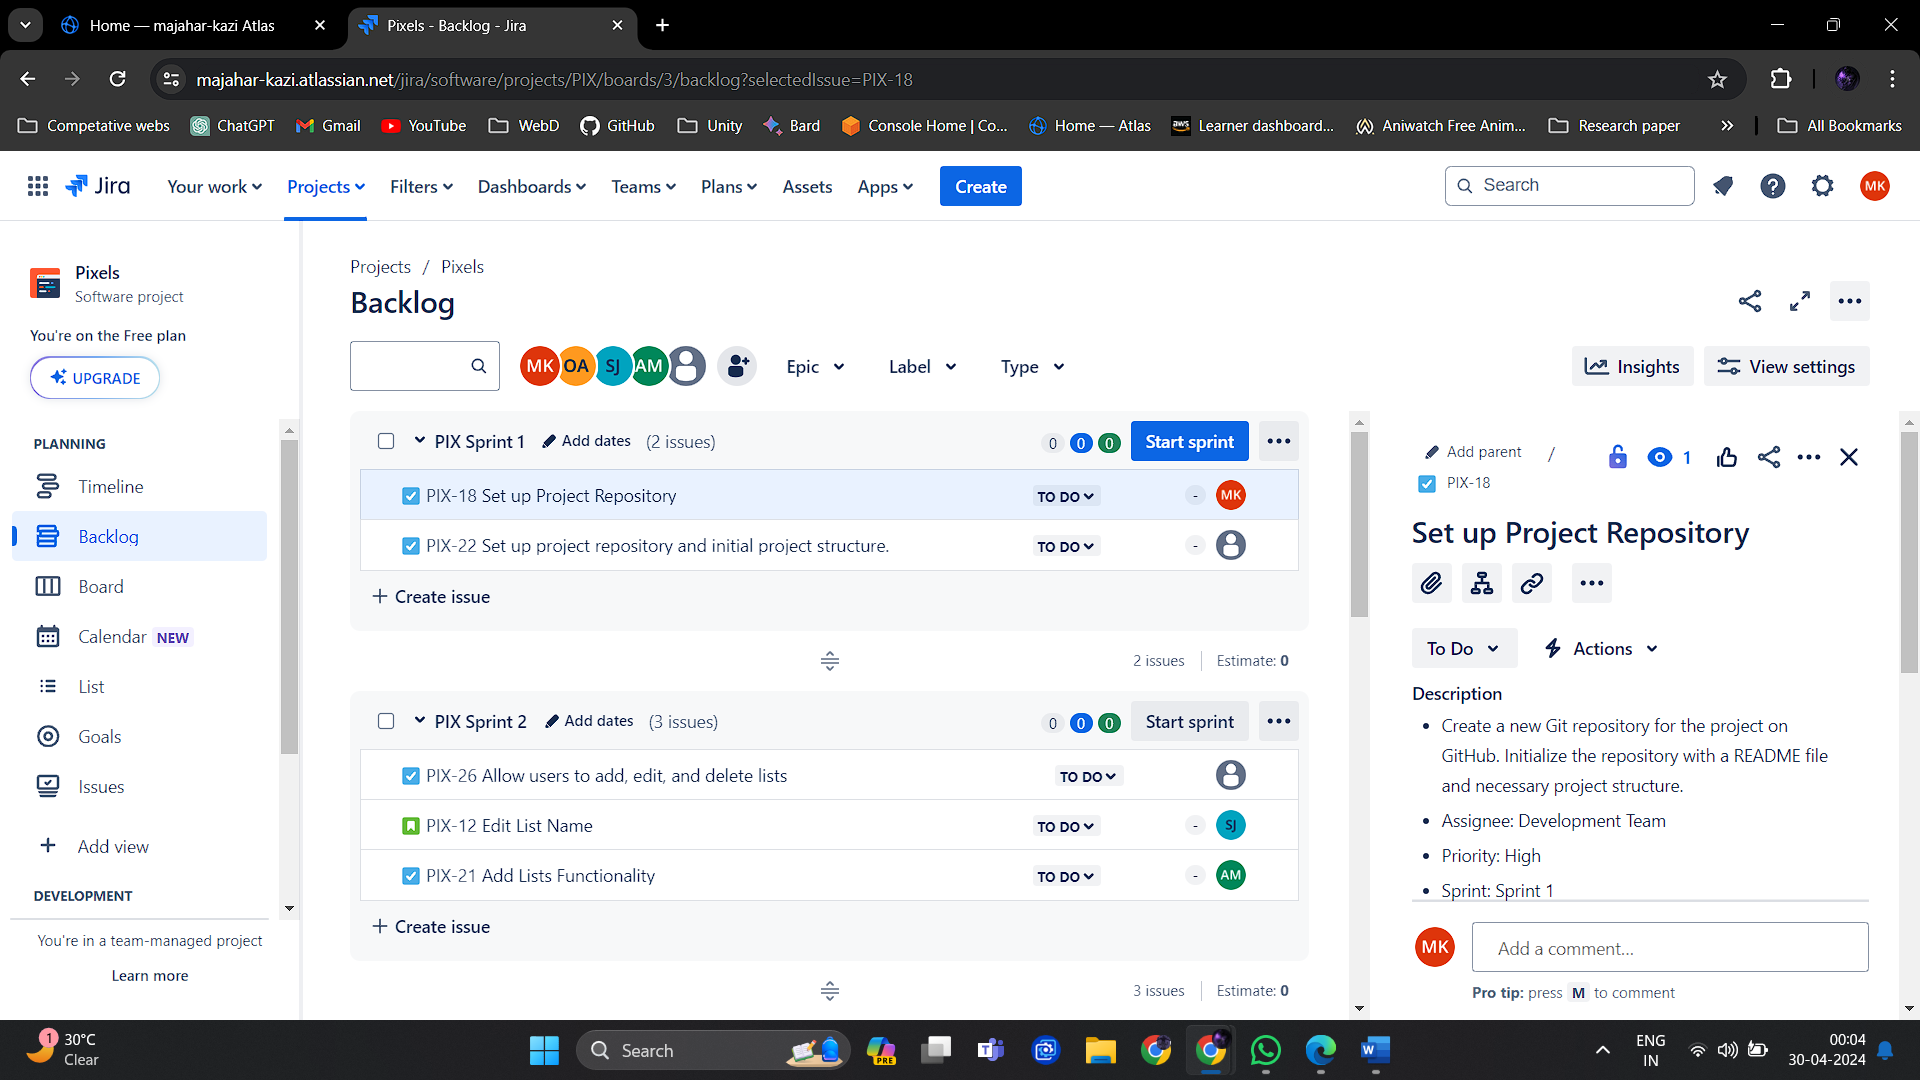 Home — majahar-kazi Atlas
Pixels - Backlog - Jira
majahar-kazi.atlassian.net/jira/software/projects/PIX/boards/3/backlog?selectedIssue=PIX-18
Competative webs
ChatGPT
Gmail
YouTube
WebD
GitHub
Unity
Bard
Console Home | Co...
Home — Atlas
aws
Learner dashboard...
Aniwatch Free Anim...
Research paper
All Bookmarks
Jira
Your work
Projects
Filters
Dashboards
Teams
Plans
Assets
Apps
Create
Search
MK
Pixels
Software project
You're on the Free plan
UPGRADE
PLANNING
Timeline
Backlog
Board
Calendar NEW
List
Goals
Issues
+ Add view
DEVELOPMENT
You're in a team-managed project
Learn more
Projects / Pixels
Backlog
MK OA SJ AM
Epic
Label
Type
Insights
View settings
PIX Sprint 1 Add dates (2 issues)
0 0 0 Start sprint
PIX-18 Set up Project Repository TO DO - MK
PIX-22 Set up project repository and initial project structure. TO DO -
+ Create issue
2 issues Estimate: 0
PIX Sprint 2 Add dates (3 issues)
0 0 0 Start sprint
PIX-26 Allow users to add, edit, and delete lists TO DO
PIX-12 Edit List Name TO DO - SJ
PIX-21 Add Lists Functionality TO DO - AM
+ Create issue
3 issues Estimate: 0
Add parent /
1
PIX-18
Set up Project Repository
To Do
Actions
Description
• Create a new Git repository for the project on
GitHub. Initialize the repository with a README file
and necessary project structure.
• Assignee: Development Team
• Priority: High
• Sprint: Sprint 1
MK
Add a comment...
Pro tip: press M to comment
1
30°C
Clear
Search
PRE
ENG
IN
00:04
30-04-2024